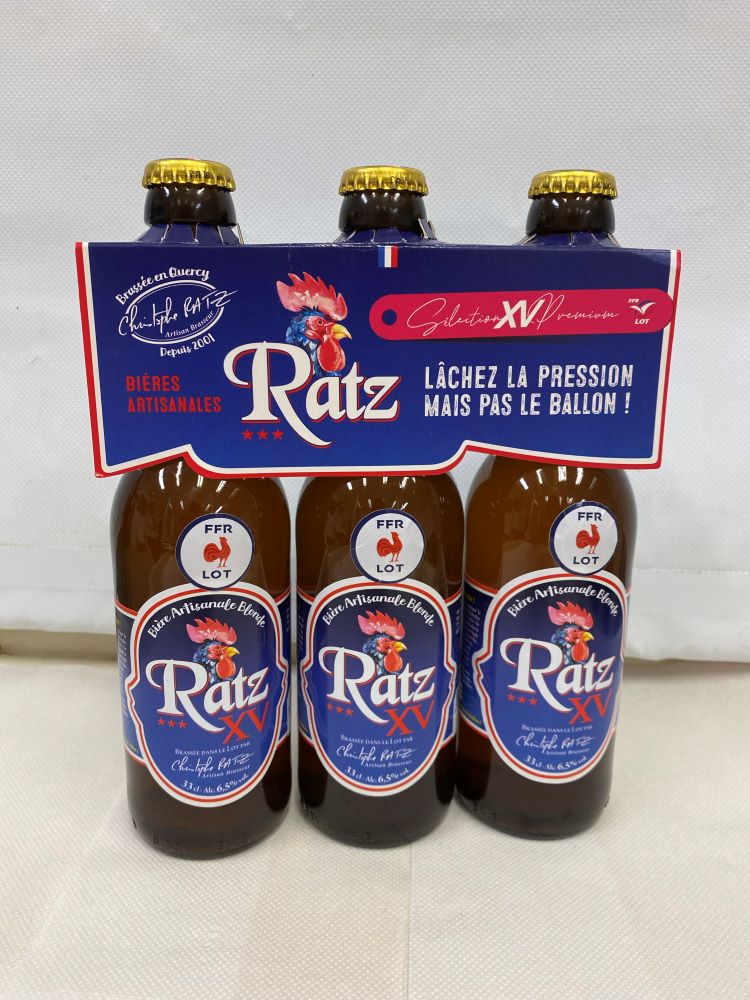 Brassée en Quercy
Christophe RATZ
Artisan Brasseur
Depuis 2001
BIÈRES
ARTISANALES
Ratz
Sélection XV Premium
FFR
LOT
LÂCHEZ LA PRESSION
MAIS PAS LE BALLON !
FFR
LOT
Bière Artisanale Blonde
Ratz
XV
BRASSÉE DANS LE LOT PAR
Christophe RATZ
Artisan Brasseur
33 cl - Alc. 6,5% vol.
FFR
LOT
Bière Artisanale Blonde
Ratz
XV
BRASSÉE DANS LE LOT PAR
Christophe RATZ
Artisan Brasseur
33 cl - Alc. 6,5% vol.
FFR
LOT
Bière Artisanale Blonde
Ratz
XV
BRASSÉE DANS LE LOT PAR
Christophe RATZ
Artisan Brasseur
33 cl - Alc. 6,5% vol.